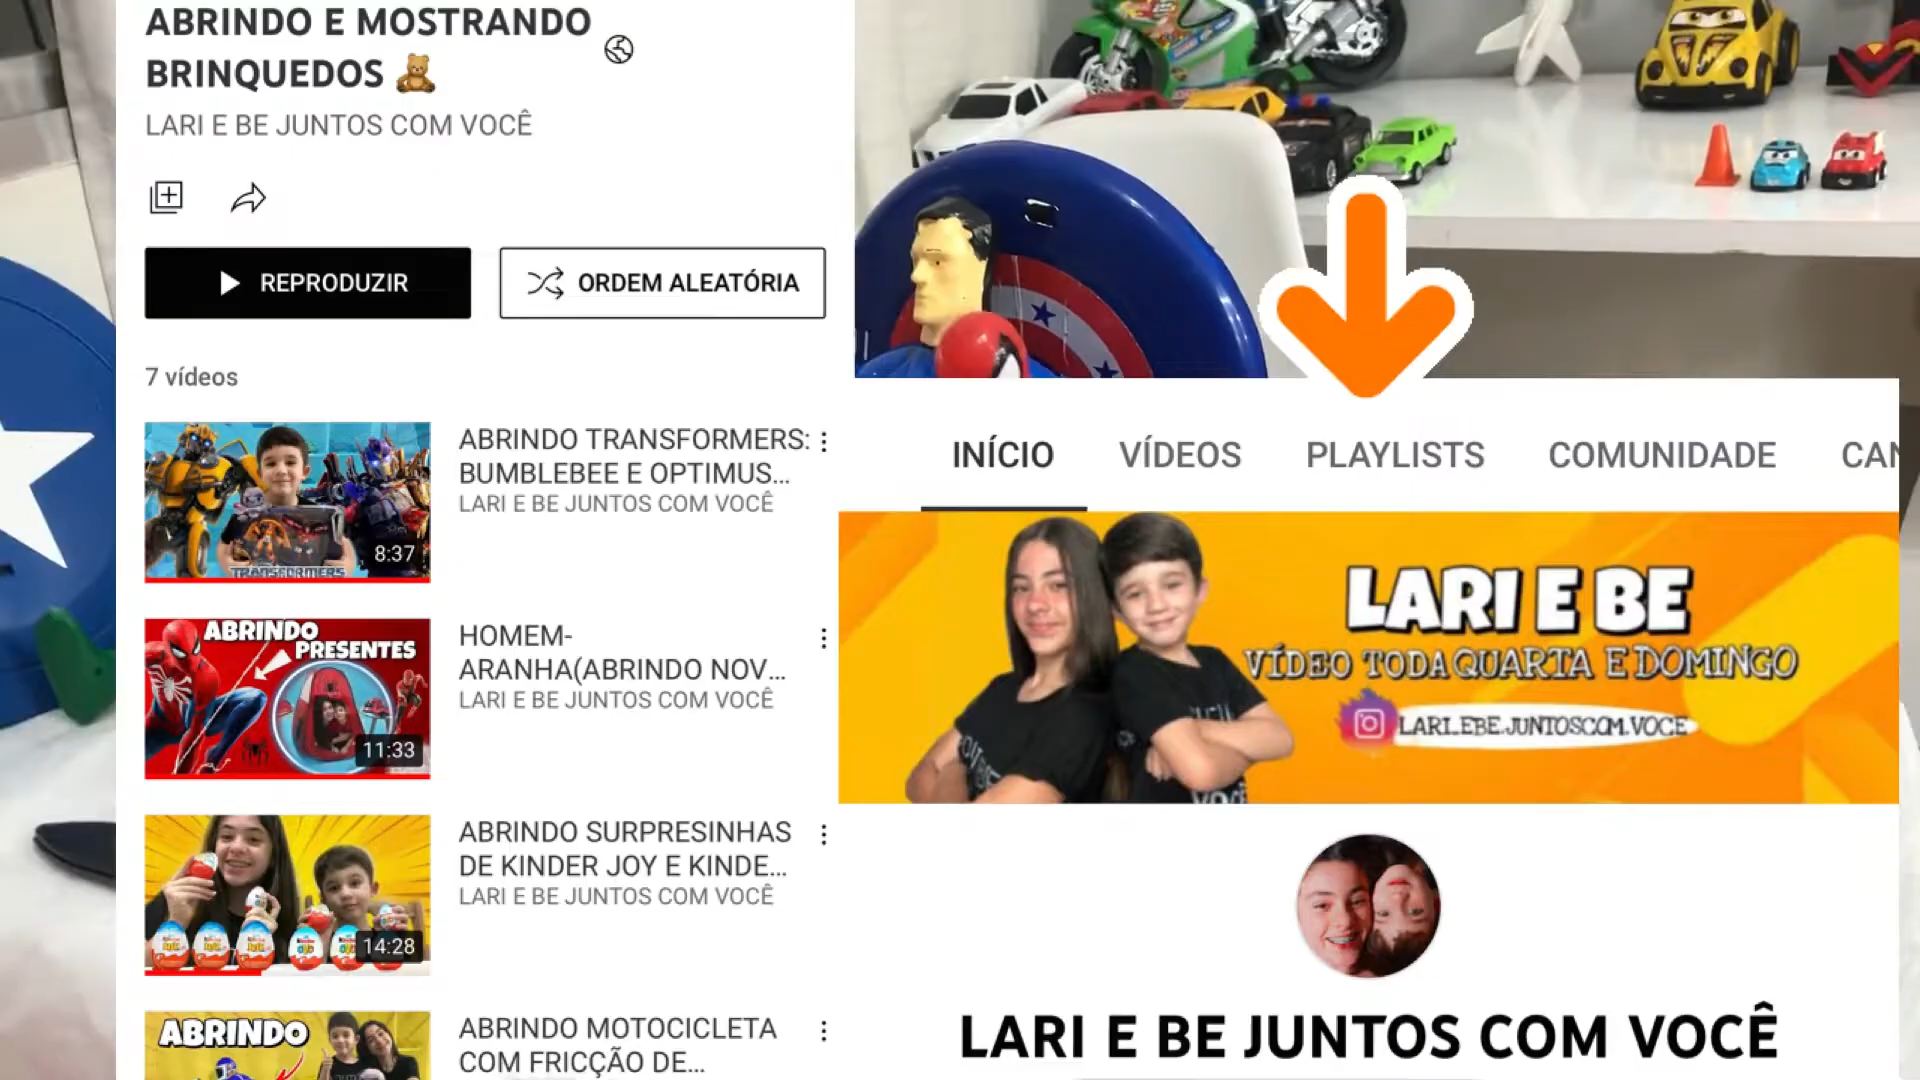 ABRINDO E MOSTRANDO
BRINQUEDOS
LARI E BE JUNTOS COM VOCÊ
REPRODUZIR
ORDEM ALEATÓRIA
7 vídeos
ABRINDO TRANSFORMERS:
BUMBLEBEE E OPTIMUS...
LARI E BE JUNTOS COM VOCÊ
TRANSFORMERS
8:37
ABRINDO
PRESENTES
11:33
HOMEM-
ARANHA(ABRINDO NOV...
LARI E BE JUNTOS COM VOCÊ
ABRINDO SURPRESINHAS
DE KINDER JOY E KINDE...
LARI E BE JUNTOS COM VOCÊ
14:28
ABRINDO
ABRINDO MOTOCICLETA
COM FRICÇÃO DE...
INÍCIO VÍDEOS PLAYLISTS COMUNIDADE CAN
LARI E BE
VÍDEO TODA QUARTA E DOMINGO
LARI.EBE.JUNTOSCOM.VOCE
LARI E BE JUNTOS COM VOCÊ